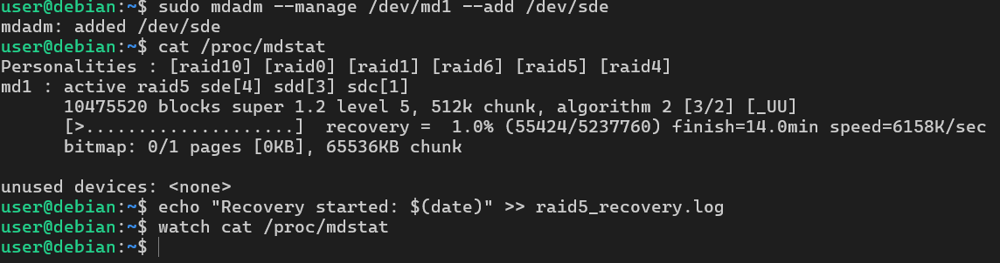 user@debian:~$ sudo mdadm --manage /dev/md1 --add /dev/sde
mdadm: added /dev/sde
user@debian:~$ cat /proc/mdstat
Personalities : [raid10] [raid0] [raid1] [raid6] [raid5] [raid4]
md1 : active raid5 sde[4] sdd[3] sdc[1]
      10475520 blocks super 1.2 level 5, 512k chunk, algorithm 2 [3/2] [_UU]
      [>....................]  recovery =  1.0% (55424/5237760) finish=14.0min speed=6158K/sec
      bitmap: 0/1 pages [0KB], 65536KB chunk

unused devices: <none>
user@debian:~$ echo "Recovery started: $(date)" >> raid5_recovery.log
user@debian:~$ watch cat /proc/mdstat
user@debian:~$